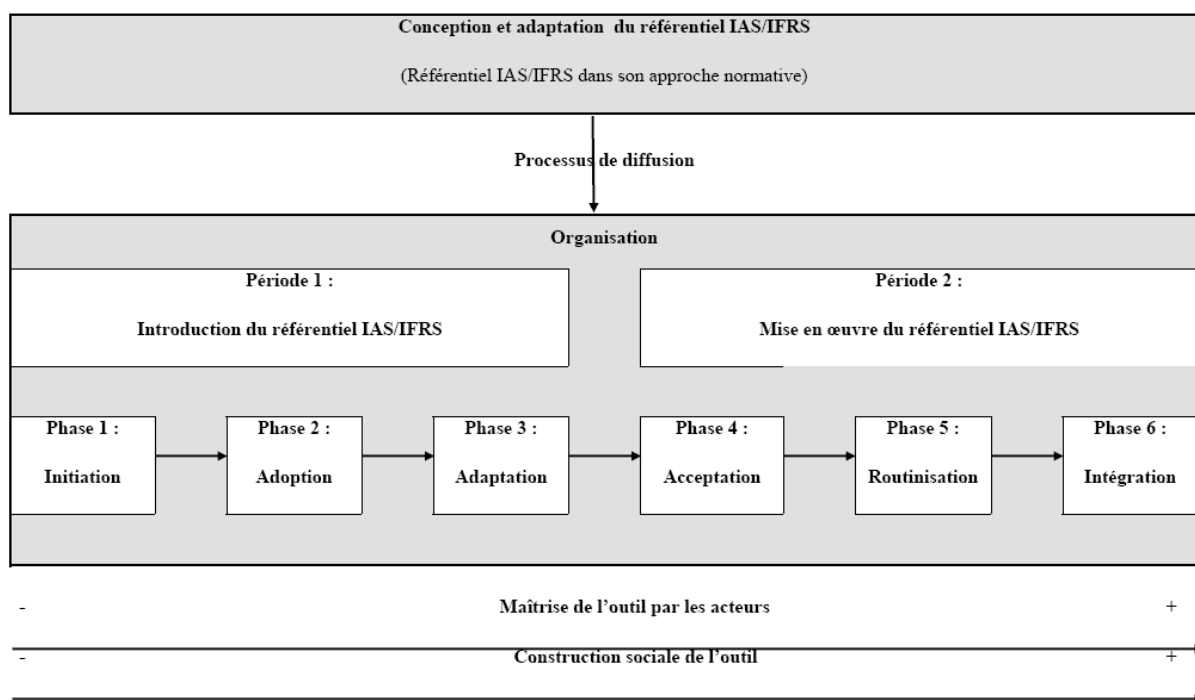 Conception et adaptation du référentiel IAS/IFRS
(Référentiel IAS/IFRS dans son approche normative)
Processus de diffusion
Organisation
Période 1 :
Introduction du référentiel IAS/IFRS
Période 2 :
Mise en œuvre du référentiel IAS/IFRS
Phase 1 :
Initiation
Phase 2 :
Adoption
Phase 3 :
Adaptation
Phase 4 :
Acceptation
Phase 5 :
Routinisation
Phase 6 :
Intégration
- Maîtrise de l’outil par les acteurs +
- Construction sociale de l’outil +